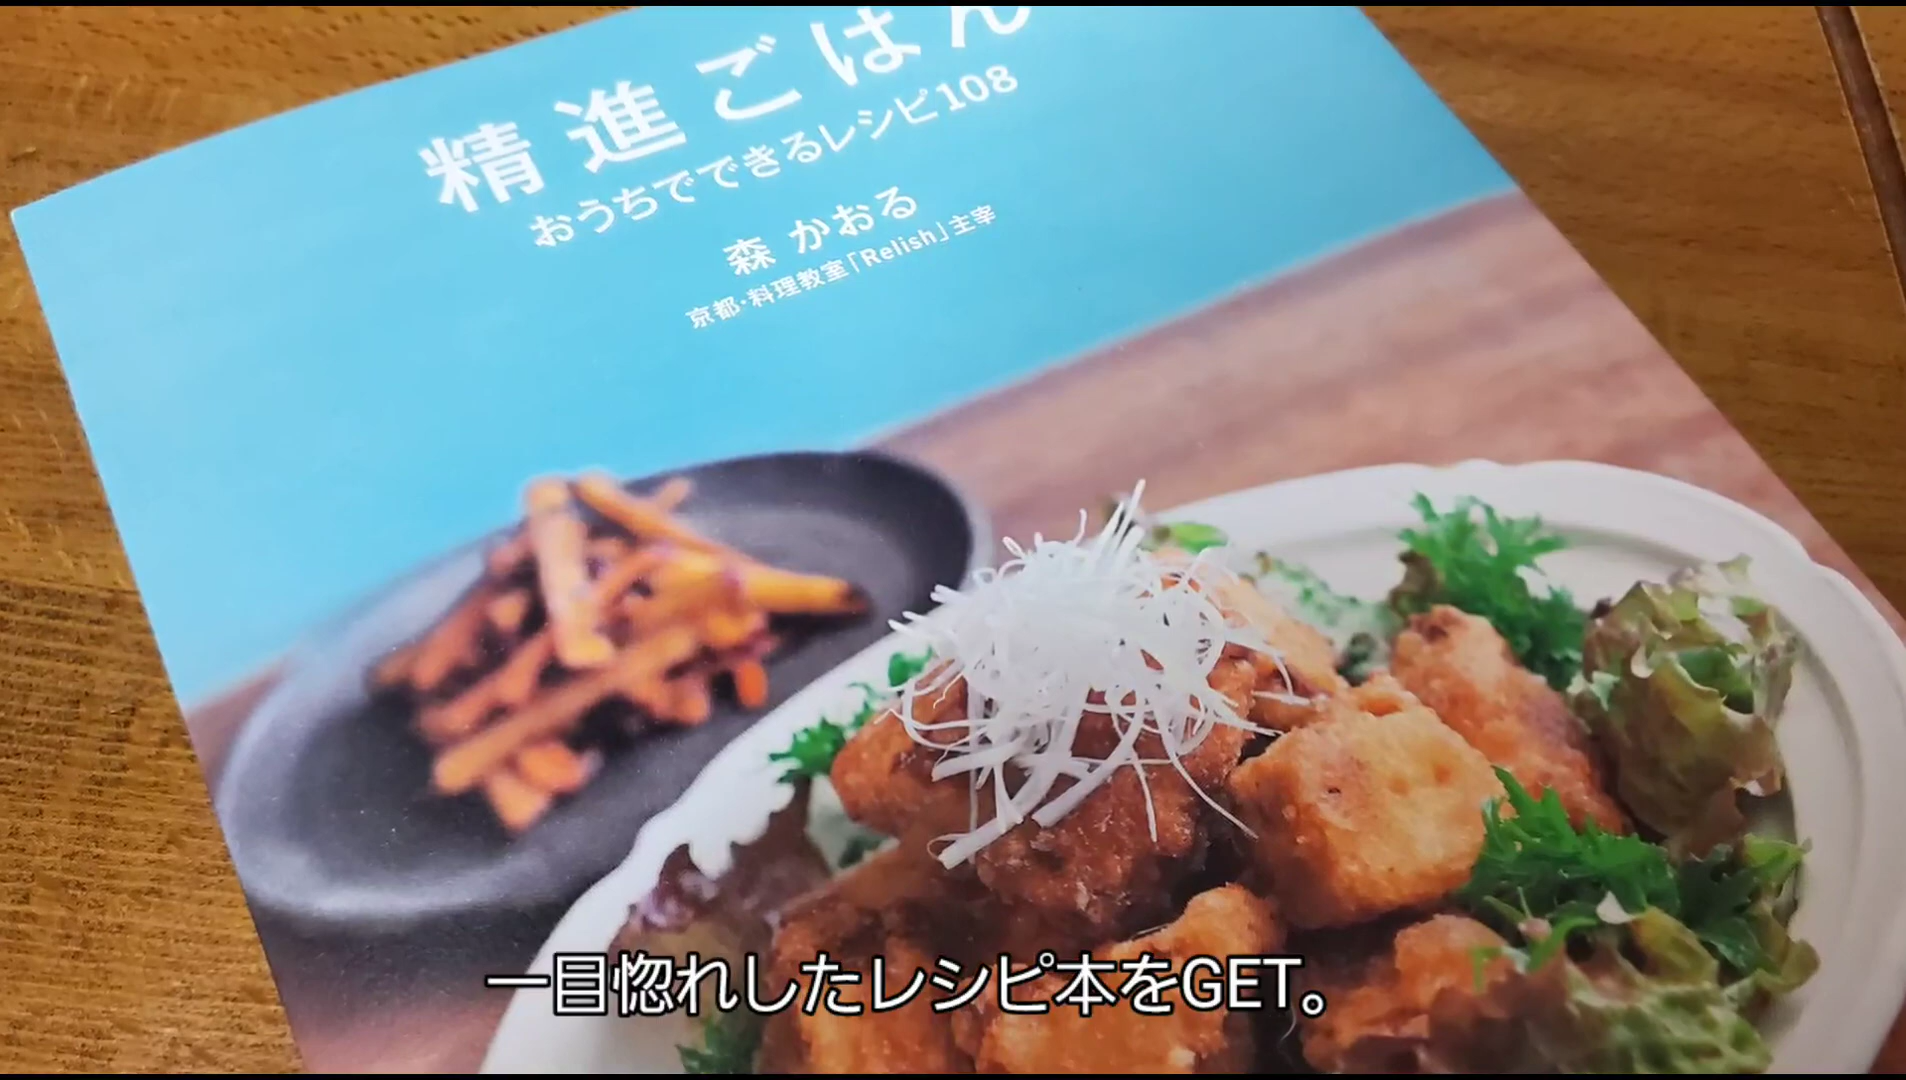 精進ごはん
おうちでできるレシピ108
森 かおる
京都・料理教室「Relish」主宰
一目惚れしたレシピ本をGET。